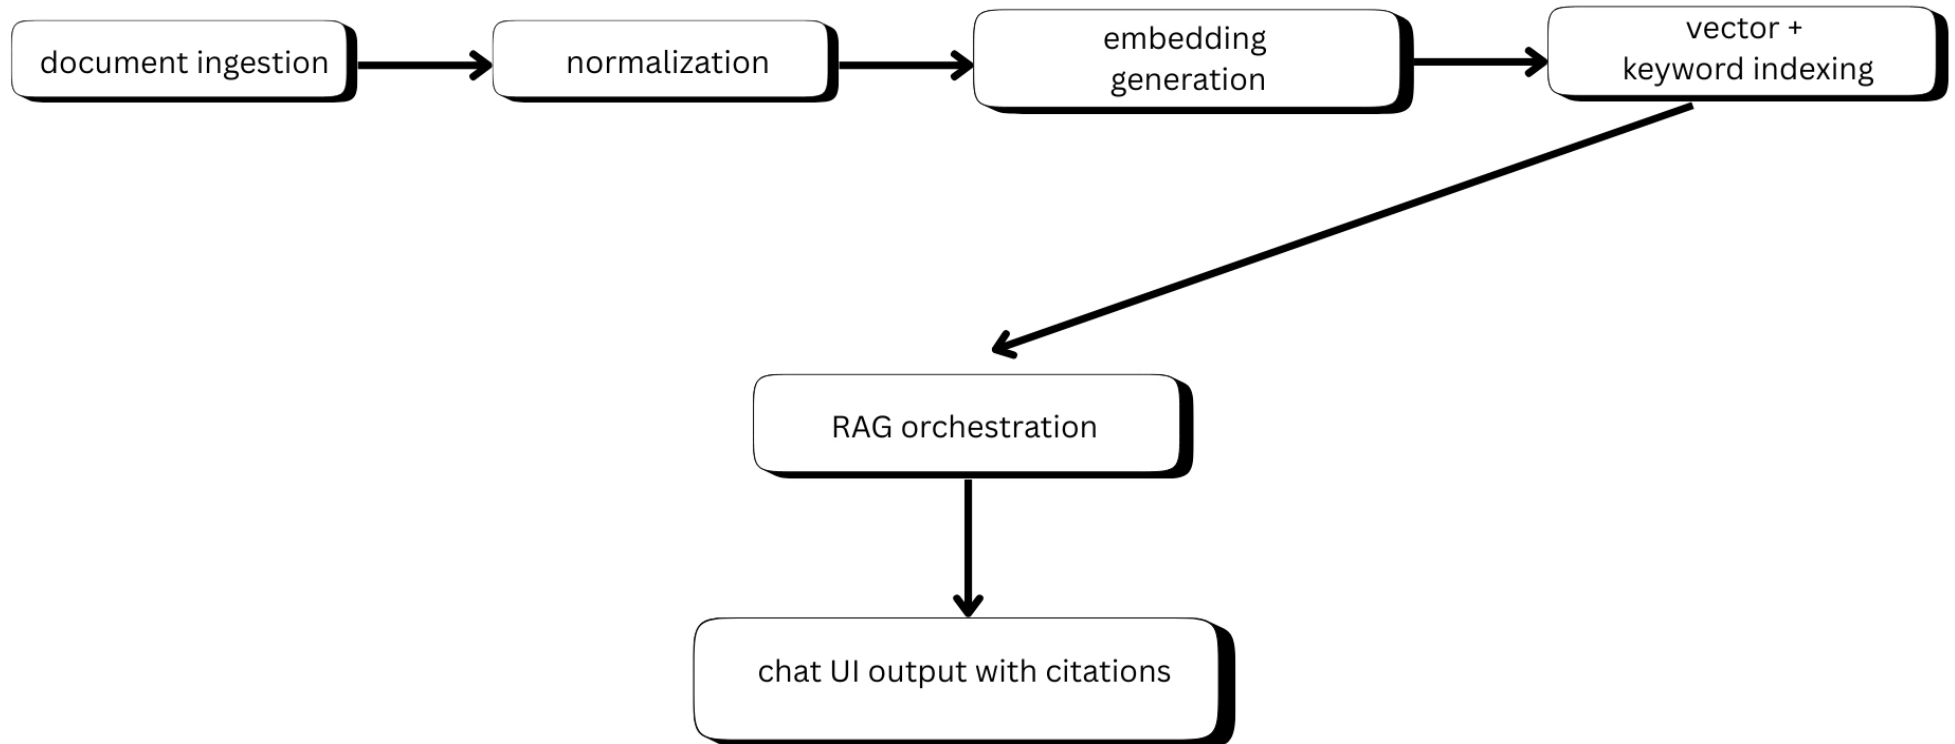 document ingestion
normalization
embedding
generation
vector +
keyword indexing
RAG orchestration
chat UI output with citations